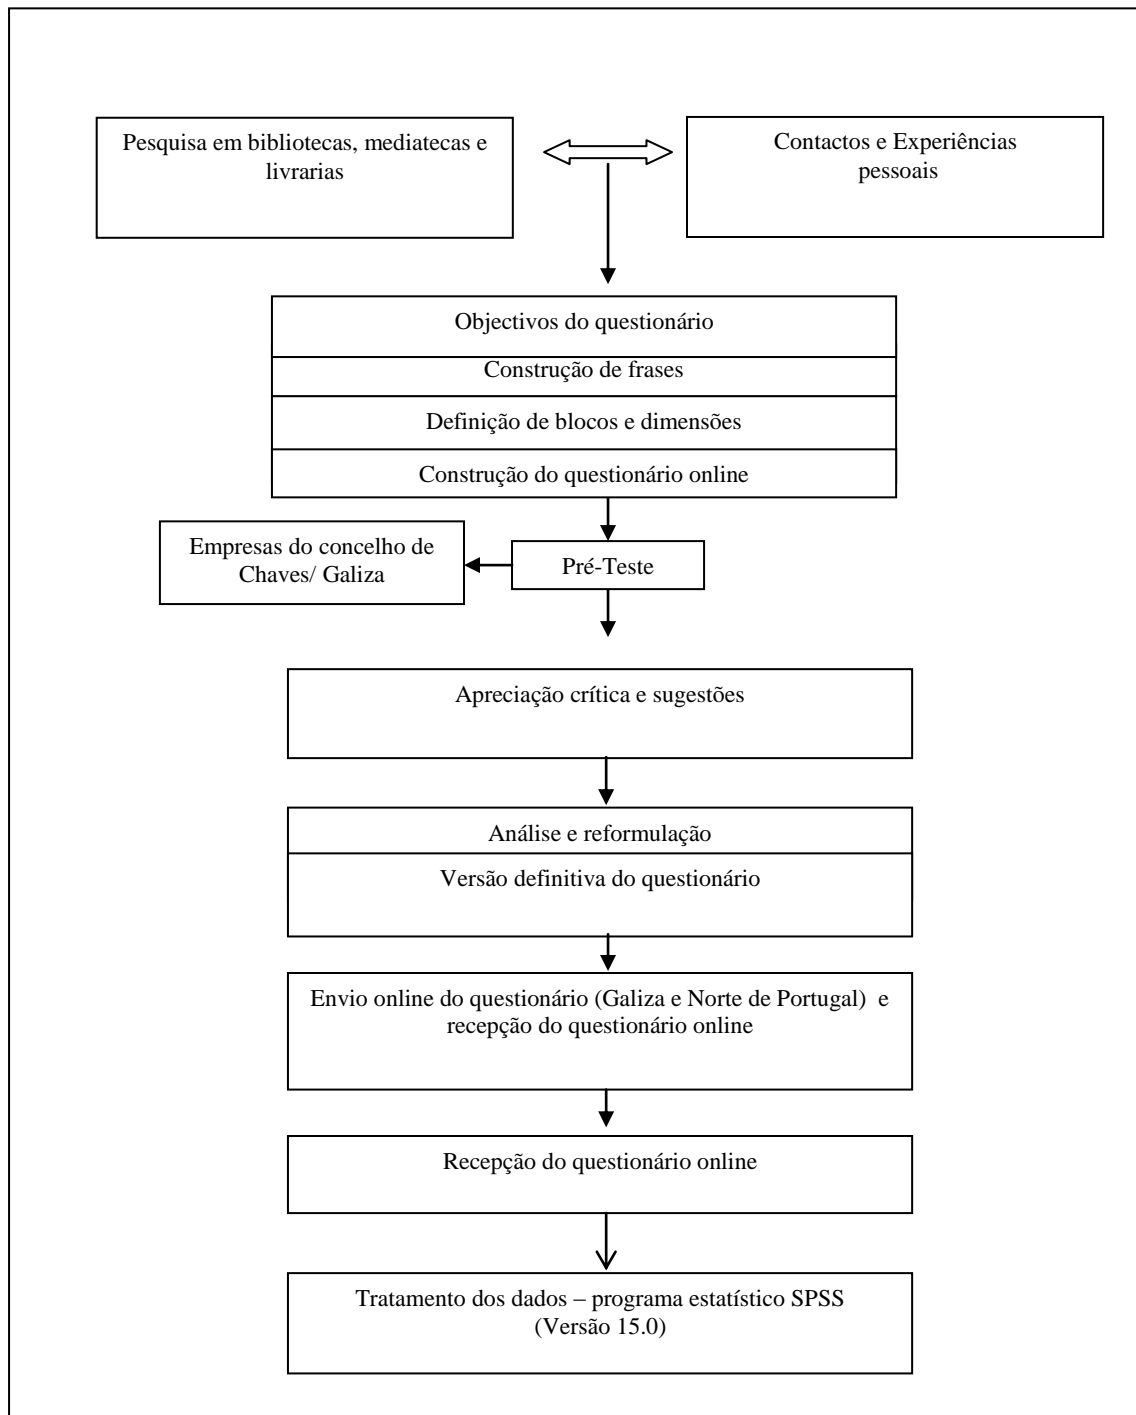 Pesquisa em bibliotecas, mediatecas e
livrarias
Contactos e Experiências
pessoais
Objectivos do questionário
Construção de frases
Definição de blocos e dimensões
Construção do questionário online
Empresas do concelho de
Chaves/ Galiza
Pré-Teste
Apreciação crítica e sugestões
Análise e reformulação
Versão definitiva do questionário
Envio online do questionário (Galiza e Norte de Portugal)  e
recepção do questionário online
Recepção do questionário online
Tratamento dos dados – programa estatístico SPSS
(Versão 15.0)